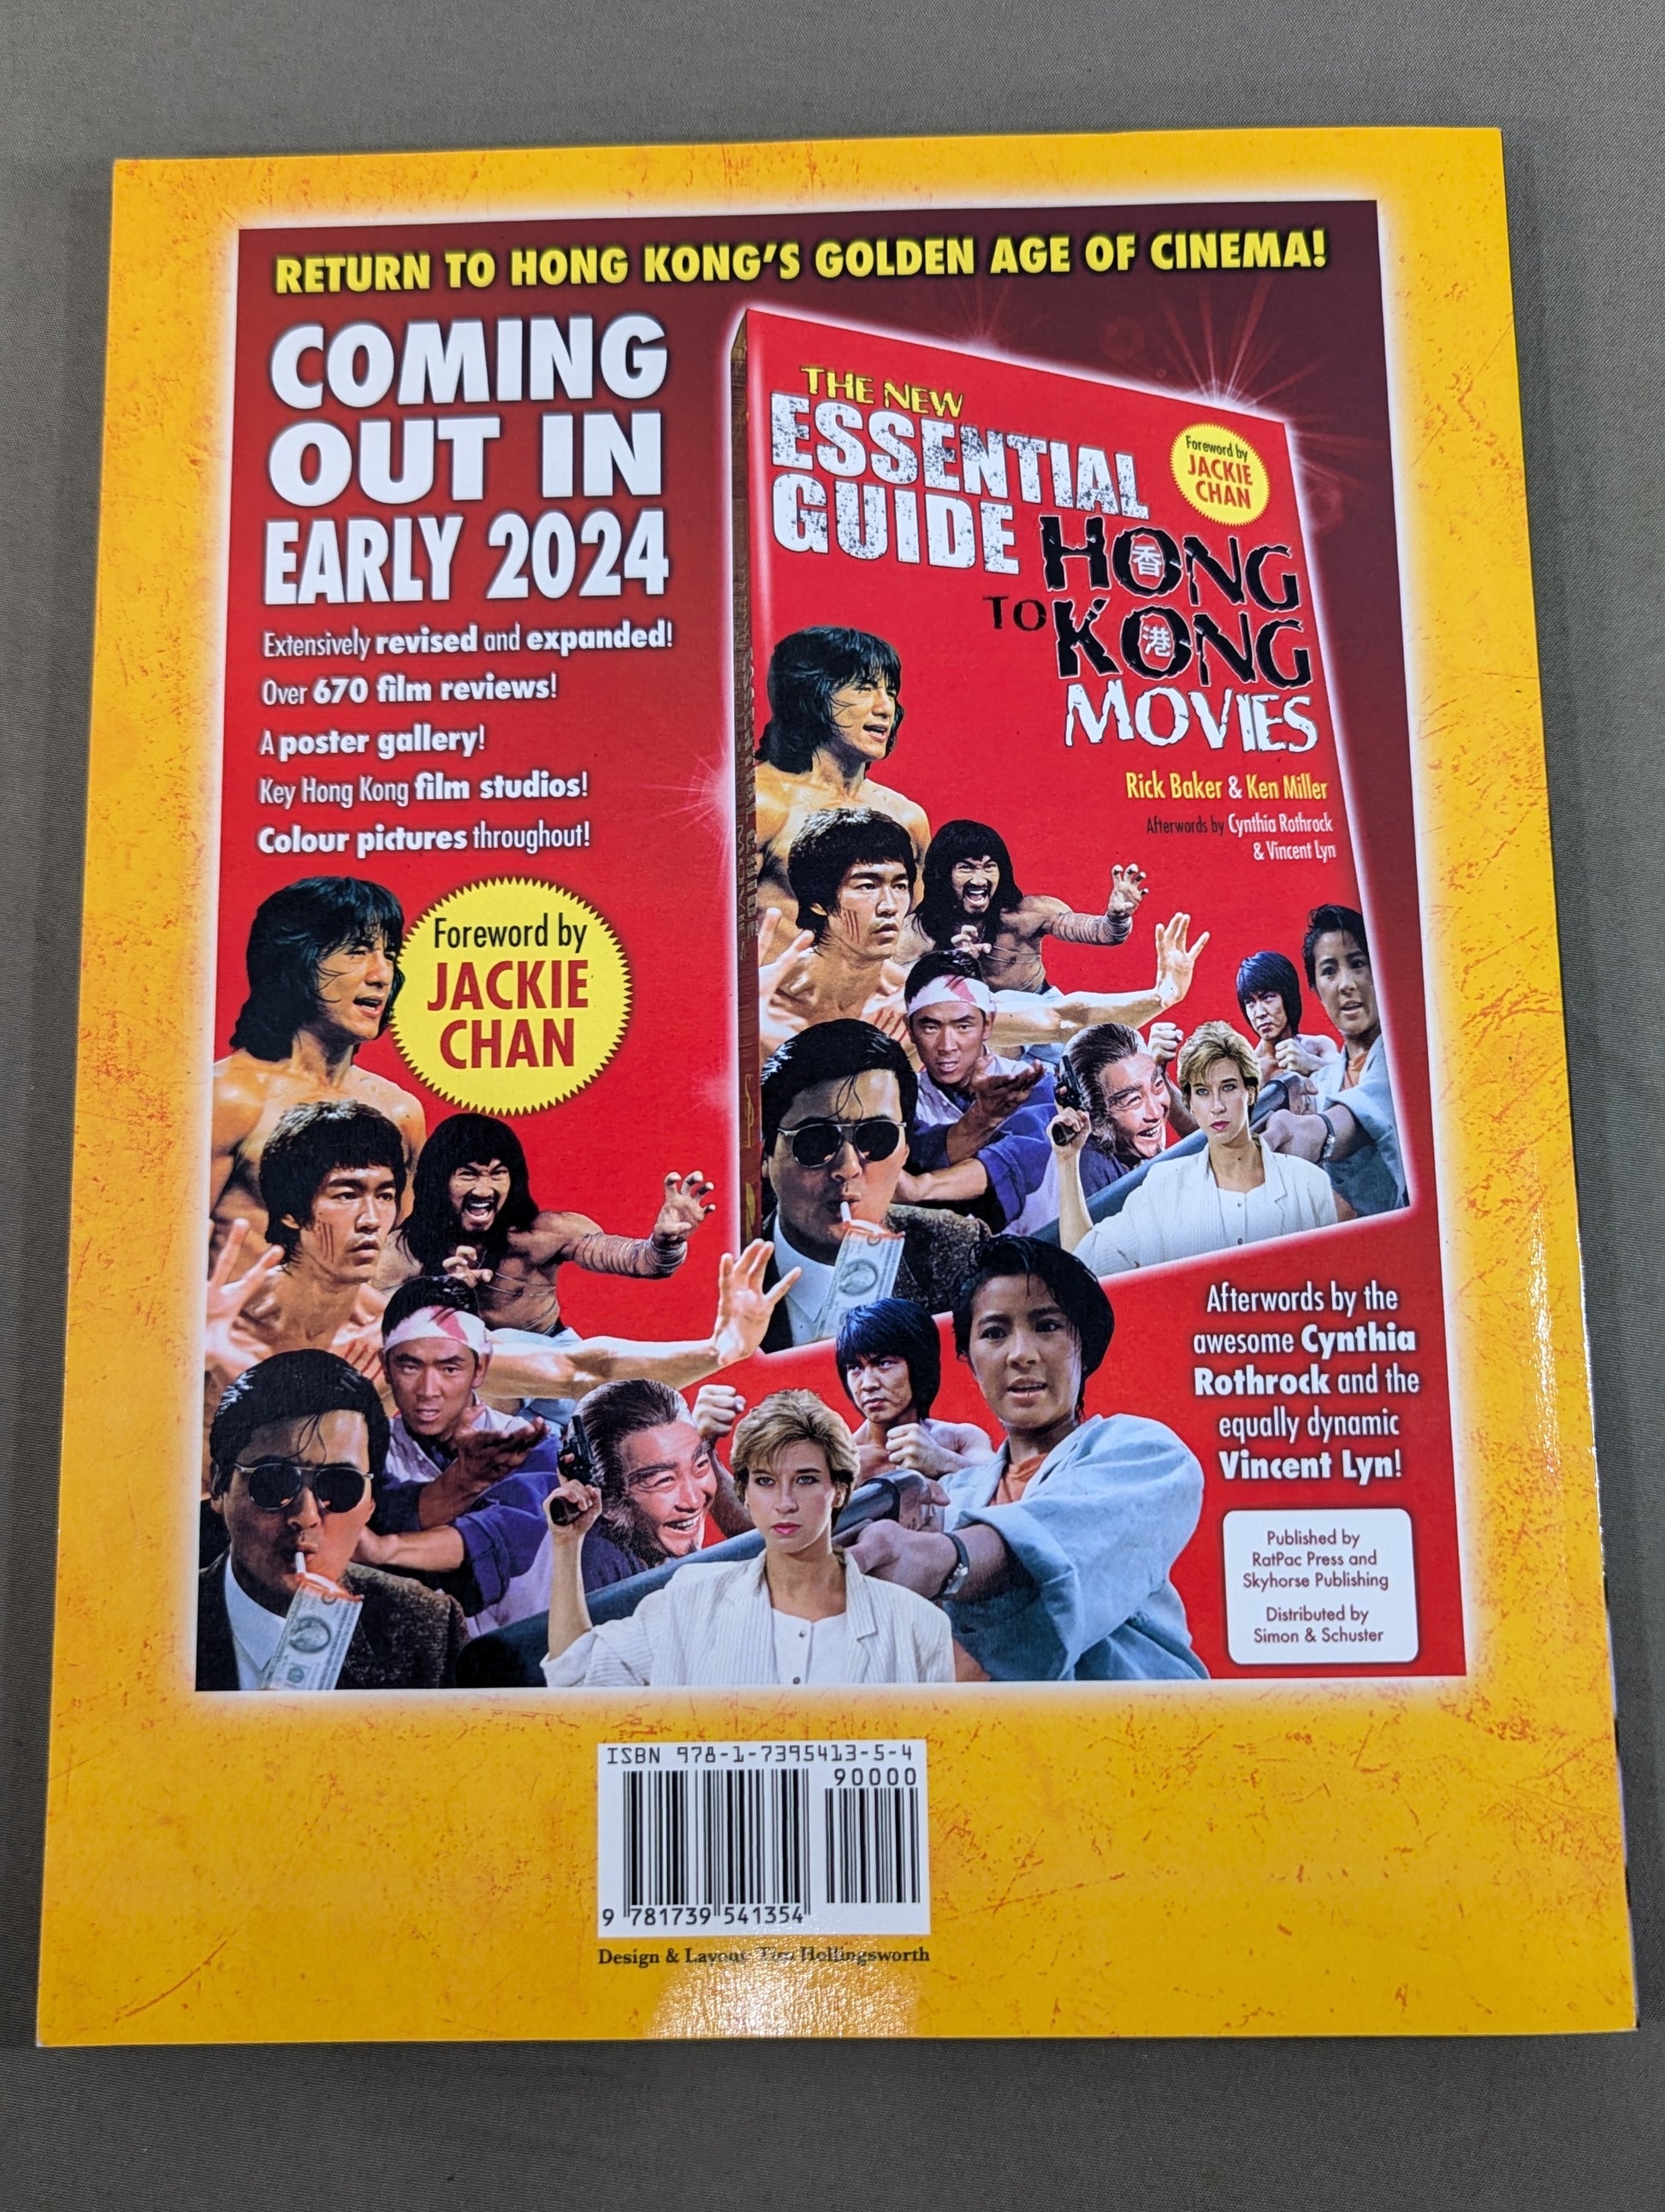 RETURN TO HONG KONG'S GOLDEN AGE OF CINEMA!
COMING
OUT IN
EARLY 2024
Extensively revised and expanded!
Over 670 film reviews!
A poster gallery!
Key Hong Kong film studios!
Colour pictures throughout!
Foreword by
JACKIE
CHAN
THE NEW
ESSENTIAL
GUIDE
TO
HONG
香
KONG
港
MOVIES
Foreword by
JACKIE
CHAN
Rick Baker & Ken Miller
Afterwords by Cynthia Rothrock
& Vincent Lyn
Afterwords by the
awesome Cynthia
Rothrock and the
equally dynamic
Vincent Lyn!
Published by
RatPac Press and
Skyhorse Publishing
Distributed by
Simon & Schuster
ISBN 978-1-7395413-5-4
90000
9 781739 541354
Design & Layout Tim Hollingsworth